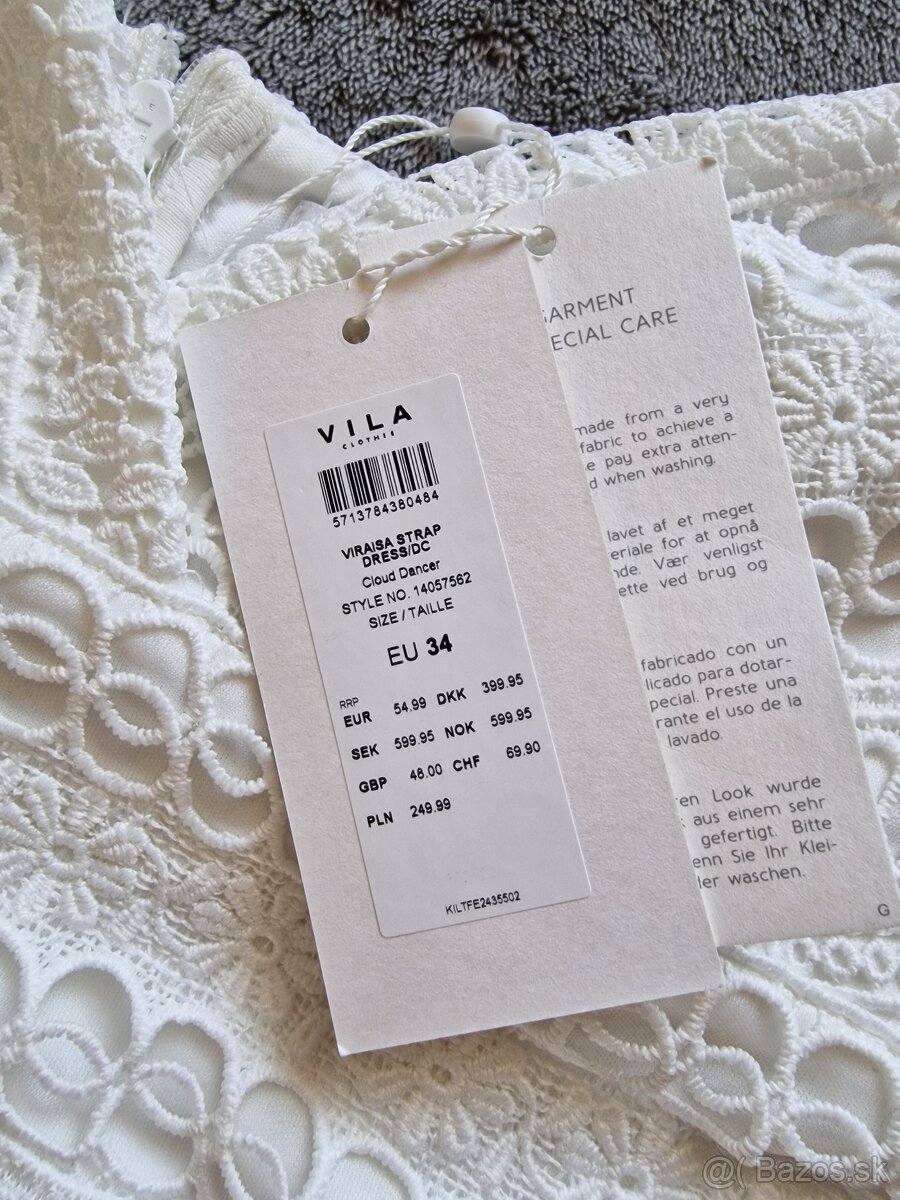 VILA
CLOTHES
5713784380484
VIRAISA STRAP
DRESS/DC
Cloud Dancer
STYLE NO. 14057562
SIZE / TAILLE
EU 34
RRP
EUR 54.99 DKK 399.95
SEK 599.95 NOK 599.95
GBP 48.00 CHF 69.90
PLN 249.99
KILTFE2435502
GARMENT
ECIAL CARE
made from a very
fabric to achieve a
e pay extra atten-
d when washing.
lavet af et meget
eriale for at opnå
nde. Vær venligst
ette ved brug og
fabricado con un
licado para dotar-
pecial. Preste una
rante el uso de la
lavado.
en Look wurde
aus einem sehr
gefertigt. Bitte
enn Sie Ihr Klei-
ler waschen.
G
@( Bazos.sk